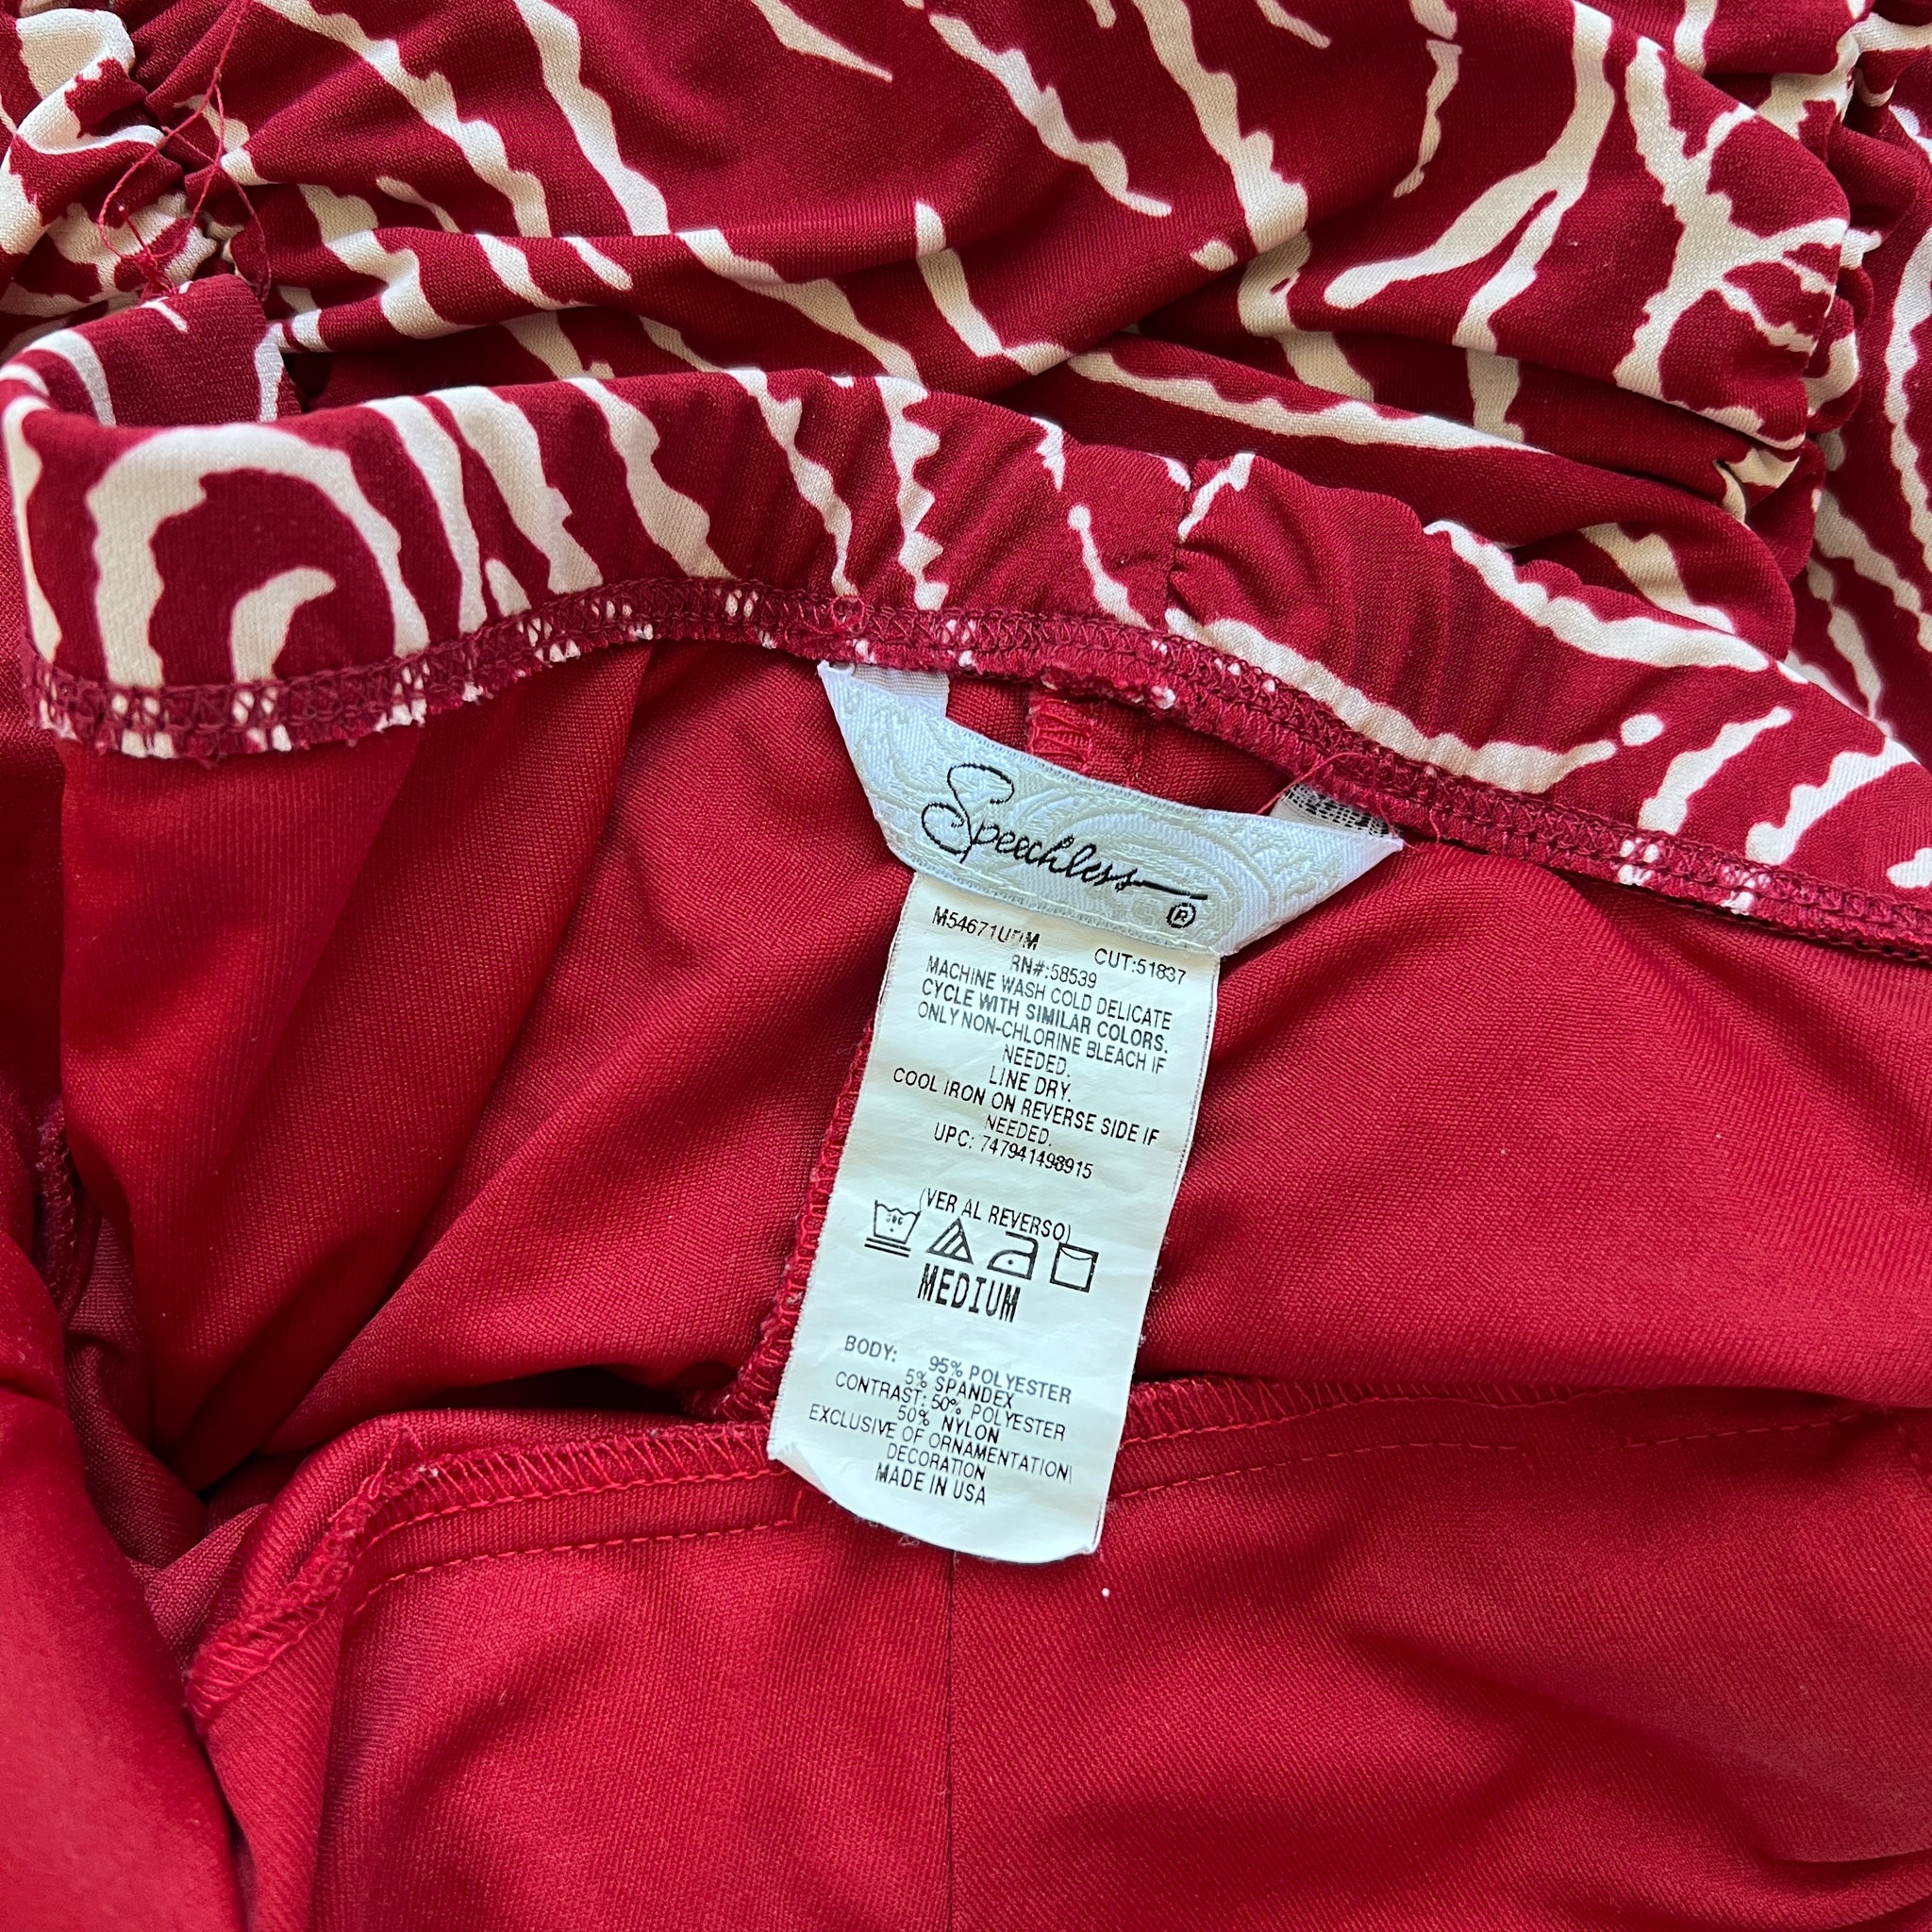 Speechless®
CUT:51837
RN#:58539
MACHINE WASH COLD DELICATE
CYCLE WITH SIMILAR COLORS.
ONLY NON-CHLORINE BLEACH IF
NEEDED.
LINE DRY.
COOL IRON ON REVERSE SIDE IF
NEEDED.
UPC: 747941498915
(VER AL REVERSO)
MEDIUM
BODY: 95% POLYESTER
5% SPANDEX
CONTRAST: 50% POLYESTER
50% NYLON
EXCLUSIVE OF ORNAMENTATION\
DECORATION
MADE IN USA